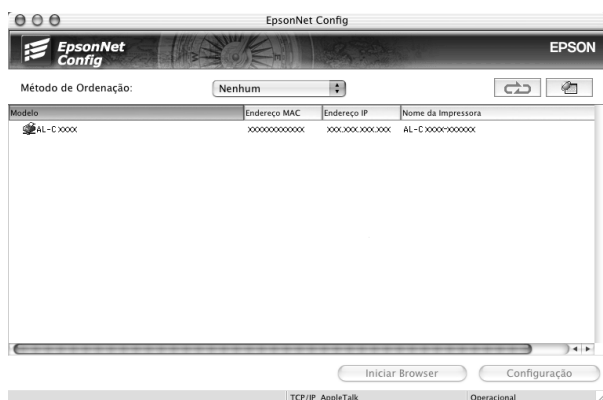 EpsonNet Config
EpsonNet
Config
EPSON
Método de Ordenação: Nenhum
Modelo Endereço MAC Endereço IP Nome da Impressora
AL-C XXXX XXXXXXXXXXXX XXX.XXX.XXX.XXX AL-C XXXX-XXXXXX
Iniciar Browser Configuração
TCP/IP AppleTalk Operacional